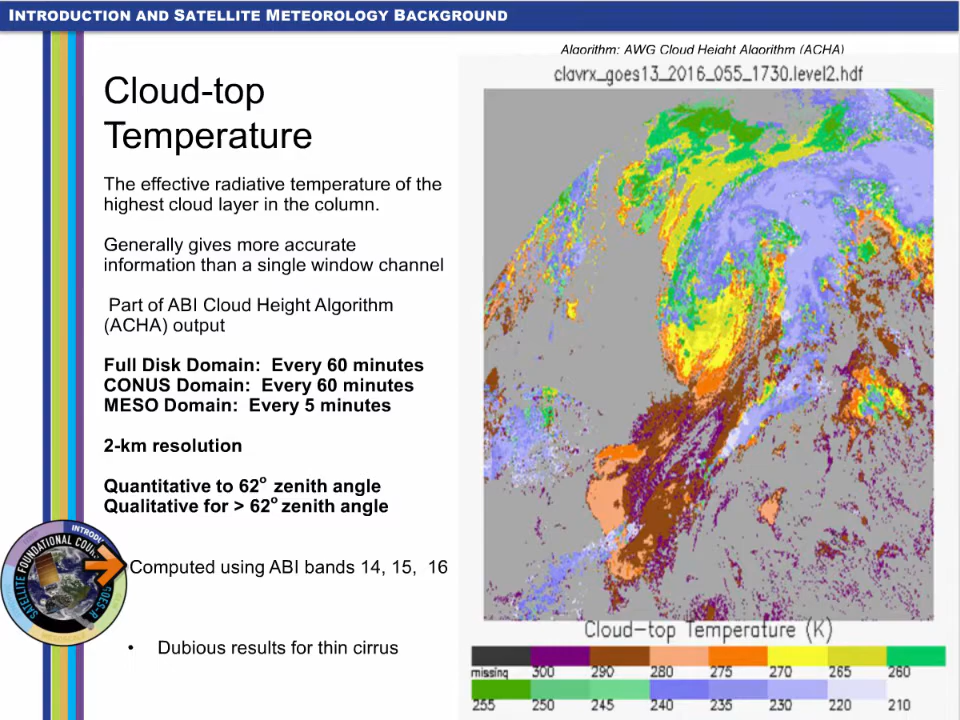 INTRODUCTION AND SATELLITE METEOROLOGY BACKGROUND
Algorithm: AWG Cloud Height Algorithm (ACHA)
clavrx_goes13_2016_055_1730.level2.hdf
Cloud-top
Temperature
The effective radiative temperature of the
highest cloud layer in the column.
Generally gives more accurate
information than a single window channel
Part of ABI Cloud Height Algorithm
(ACHA) output
Full Disk Domain: Every 60 minutes
CONUS Domain: Every 60 minutes
MESO Domain: Every 5 minutes
2-km resolution
Quantitative to 62° zenith angle
Qualitative for > 62° zenith angle
INTRODU
SATELLITE FOUNDATIONAL COU
GOES-R
Computed using ABI bands 14, 15, 16
• Dubious results for thin cirrus
Cloud-top Temperature (K)
missing 300 290 280 275 270 265 260
255 250 245 240 235 230 220 210